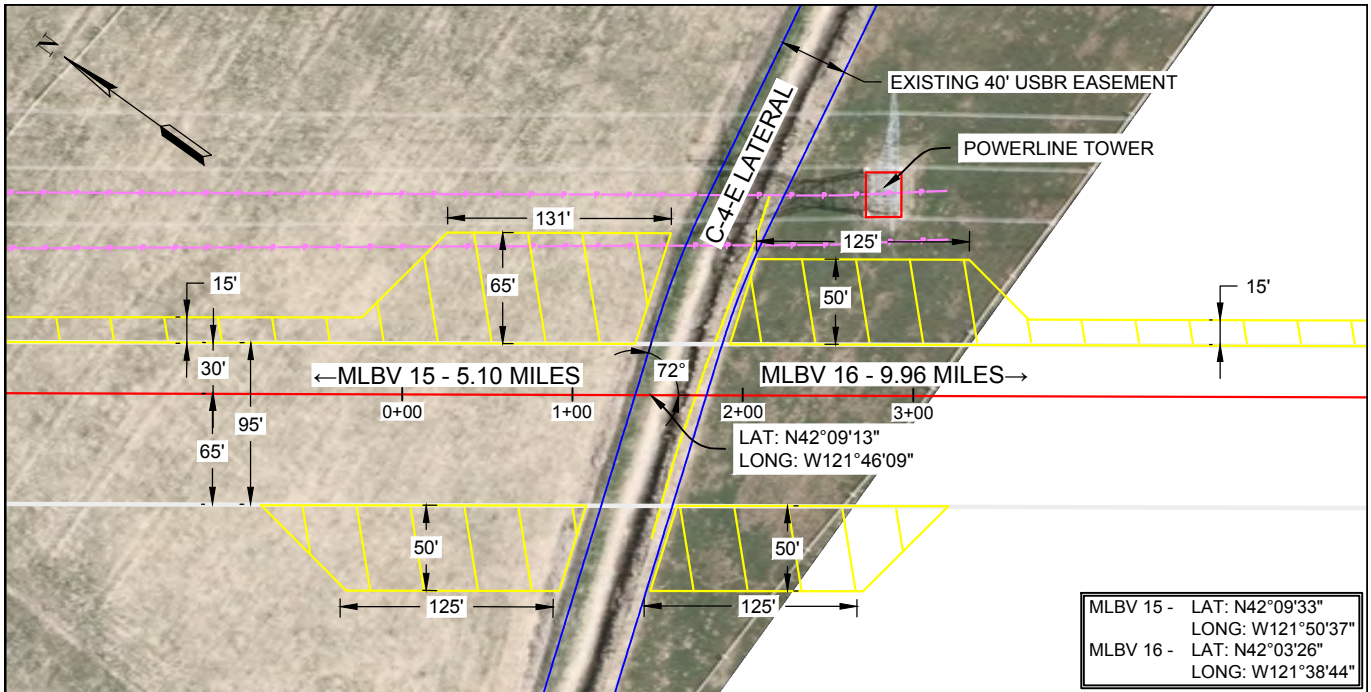 N
EXISTING 40' USBR EASEMENT
C-4-E LATERAL
POWERLINE TOWER
131'
125'
65'
50'
15'
15'
30'
←MLBV 15 - 5.10 MILES
72°
MLBV 16 - 9.96 MILES→
0+00
1+00
2+00
3+00
95'
65'
LAT: N42°09'13"
LONG: W121°46'09"
50'
50'
125'
125'
MLBV 15 - LAT: N42°09'33"
LONG: W121°50'37"
MLBV 16 - LAT: N42°03'26"
LONG: W121°38'44"